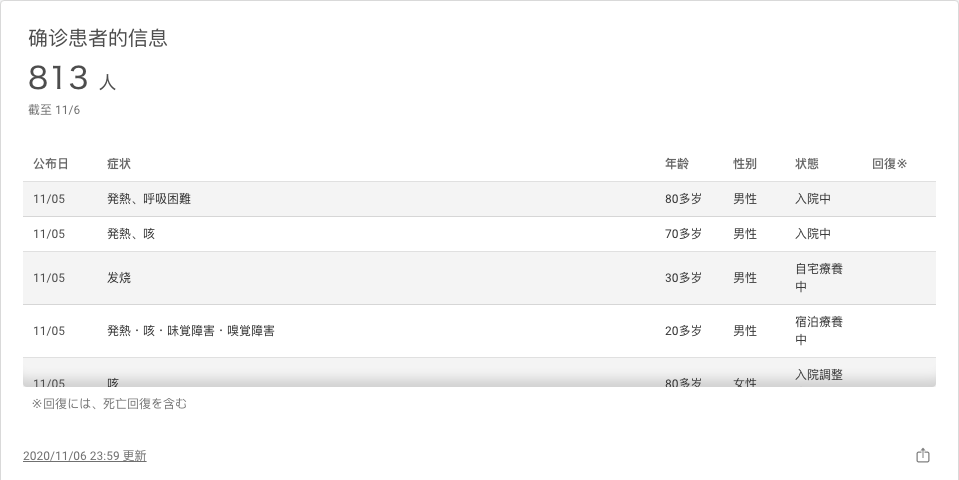 确诊患者的信息
813 人
截至 11/6
公布日 症状 年齢 性别 状態 回復※
11/05 発熱、呼吸困難 80多岁 男性 入院中
11/05 発熱、咳 70多岁 男性 入院中
11/05 发烧 30多岁 男性 自宅療養
中
11/05 発熱・咳・味覚障害・嗅覚障害 20多岁 男性 宿泊療養
中
11/05 咳 80多岁 女性 入院調整
※回復には、死亡回復を含む
2020/11/06 23:59 更新